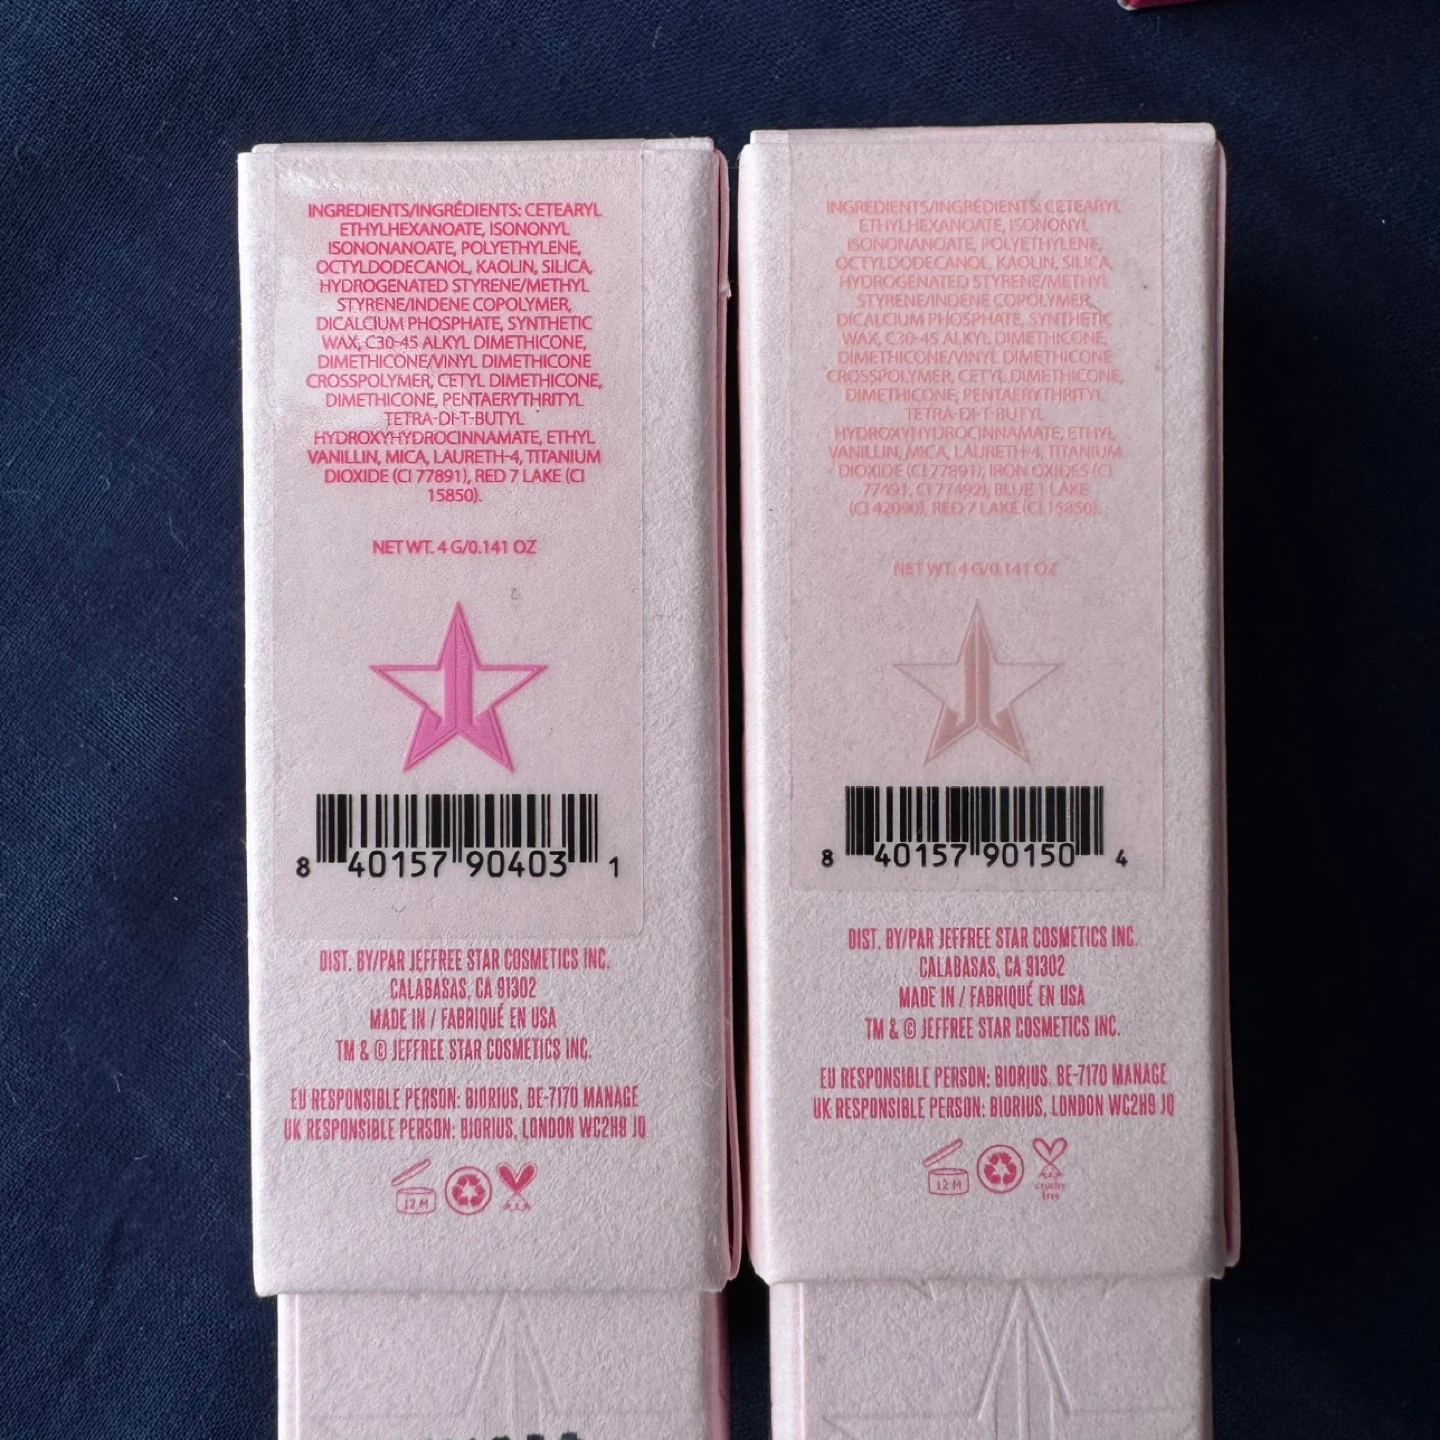 INGREDIENTS/INGRÉDIENTS: CETEARYL
ETHYLHEXANOATE, ISONONYL
ISONONANOATE, POLYETHYLENE,
OCTYLDODECANOL, KAOLIN, SILICA,
HYDROGENATED STYRENE/METHYL
STYRENE/INDENE COPOLYMER,
DICALCIUM PHOSPHATE, SYNTHETIC
WAX, C30-45 ALKYL DIMETHICONE,
DIMETHICONE/VINYL DIMETHICONE
CROSSPOLYMER, CETYL DIMETHICONE,
DIMETHICONE, PENTAERYTHRITYL
TETRA-DI-T-BUTYL
HYDROXYHYDROCINNAMATE, ETHYL
VANILLIN, MICA, LAURETH-4, TITANIUM
DIOXIDE (CI 77891), RED 7 LAKE (CI
15850).
NET WT. 4 G/0.141 OZ
8 40157 90403 1
DIST. BY/PAR JEFFREE STAR COSMETICS INC.
CALABASAS, CA 91302
MADE IN / FABRIQUÉ EN USA
TM & © JEFFREE STAR COSMETICS INC.
EU RESPONSIBLE PERSON: BIORIUS, BE-7170 MANAGE
UK RESPONSIBLE PERSON: BIORIUS, LONDON WC2H9 JQ
12 M
INGREDIENTS/INGRÉDIENTS: CETEARYL
ETHYLHEXANOATE, ISONONYL
ISONONANOATE, POLYETHYLENE,
OCTYLDODECANOL, KAOLIN, SILICA,
HYDROGENATED STYRENE/METHYL
STYRENE/INDENE COPOLYMER,
DICALCIUM PHOSPHATE, SYNTHETIC
WAX, C30-45 ALKYL DIMETHICONE,
DIMETHICONE/VINYL DIMETHICONE
CROSSPOLYMER, CETYL DIMETHICONE,
DIMETHICONE, PENTAERYTHRITYL
TETRA-DI-T-BUTYL
HYDROXYHYDROCINNAMATE, ETHYL
VANILLIN, MICA, LAURETH-4, TITANIUM
DIOXIDE (CI 77891), IRON OXIDES (CI
77491, CI 77492), BLUE 1 LAKE
(CI 42090), RED 7 LAKE (CI 15850).
NET WT. 4 G/0.141 OZ
8 40157 90150 4
DIST. BY/PAR JEFFREE STAR COSMETICS INC.
CALABASAS, CA 91302
MADE IN / FABRIQUÉ EN USA
TM & © JEFFREE STAR COSMETICS INC.
EU RESPONSIBLE PERSON: BIORIUS, BE-7170 MANAGE
UK RESPONSIBLE PERSON: BIORIUS, LONDON WC2H9 JQ
12 M
cruelty
free